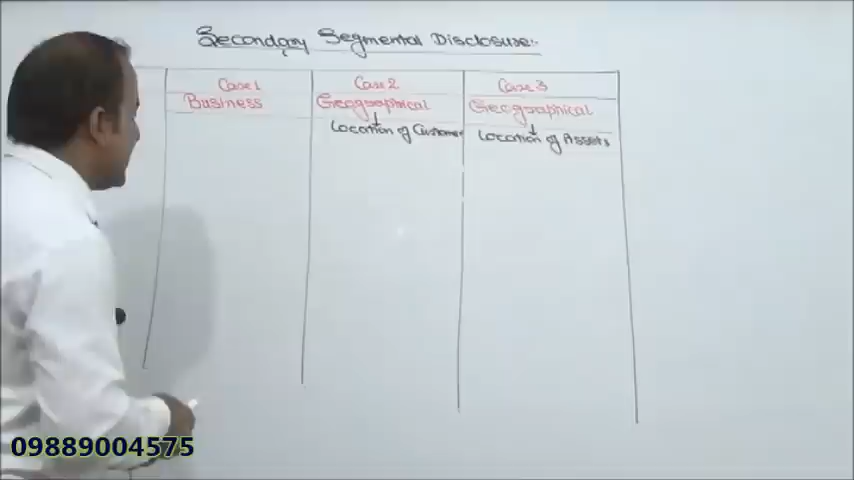 Secondary Segmental Disclosure:-
Case 1 Case 2 Case 3
Business Geographical Geographical
Location of Customer Location of Assets
09889004575